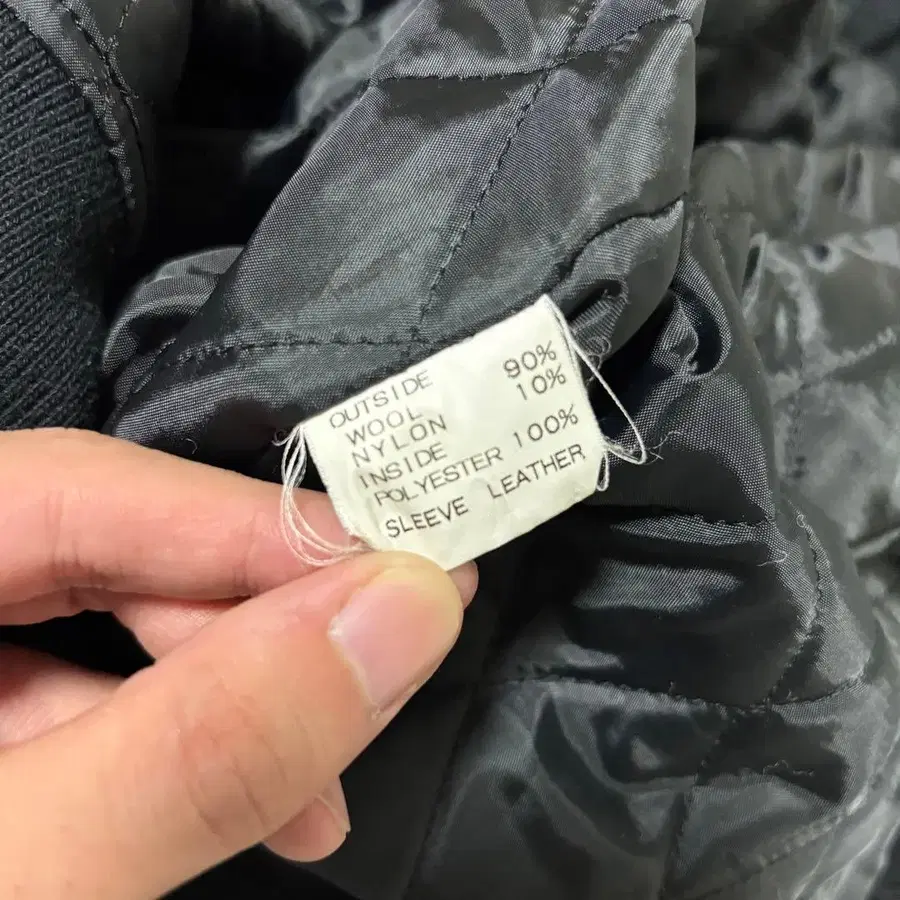 OUTSIDE
WOOL 90%
NYLON 10%
INSIDE
POLYESTER 100%
SLEEVE LEATHER